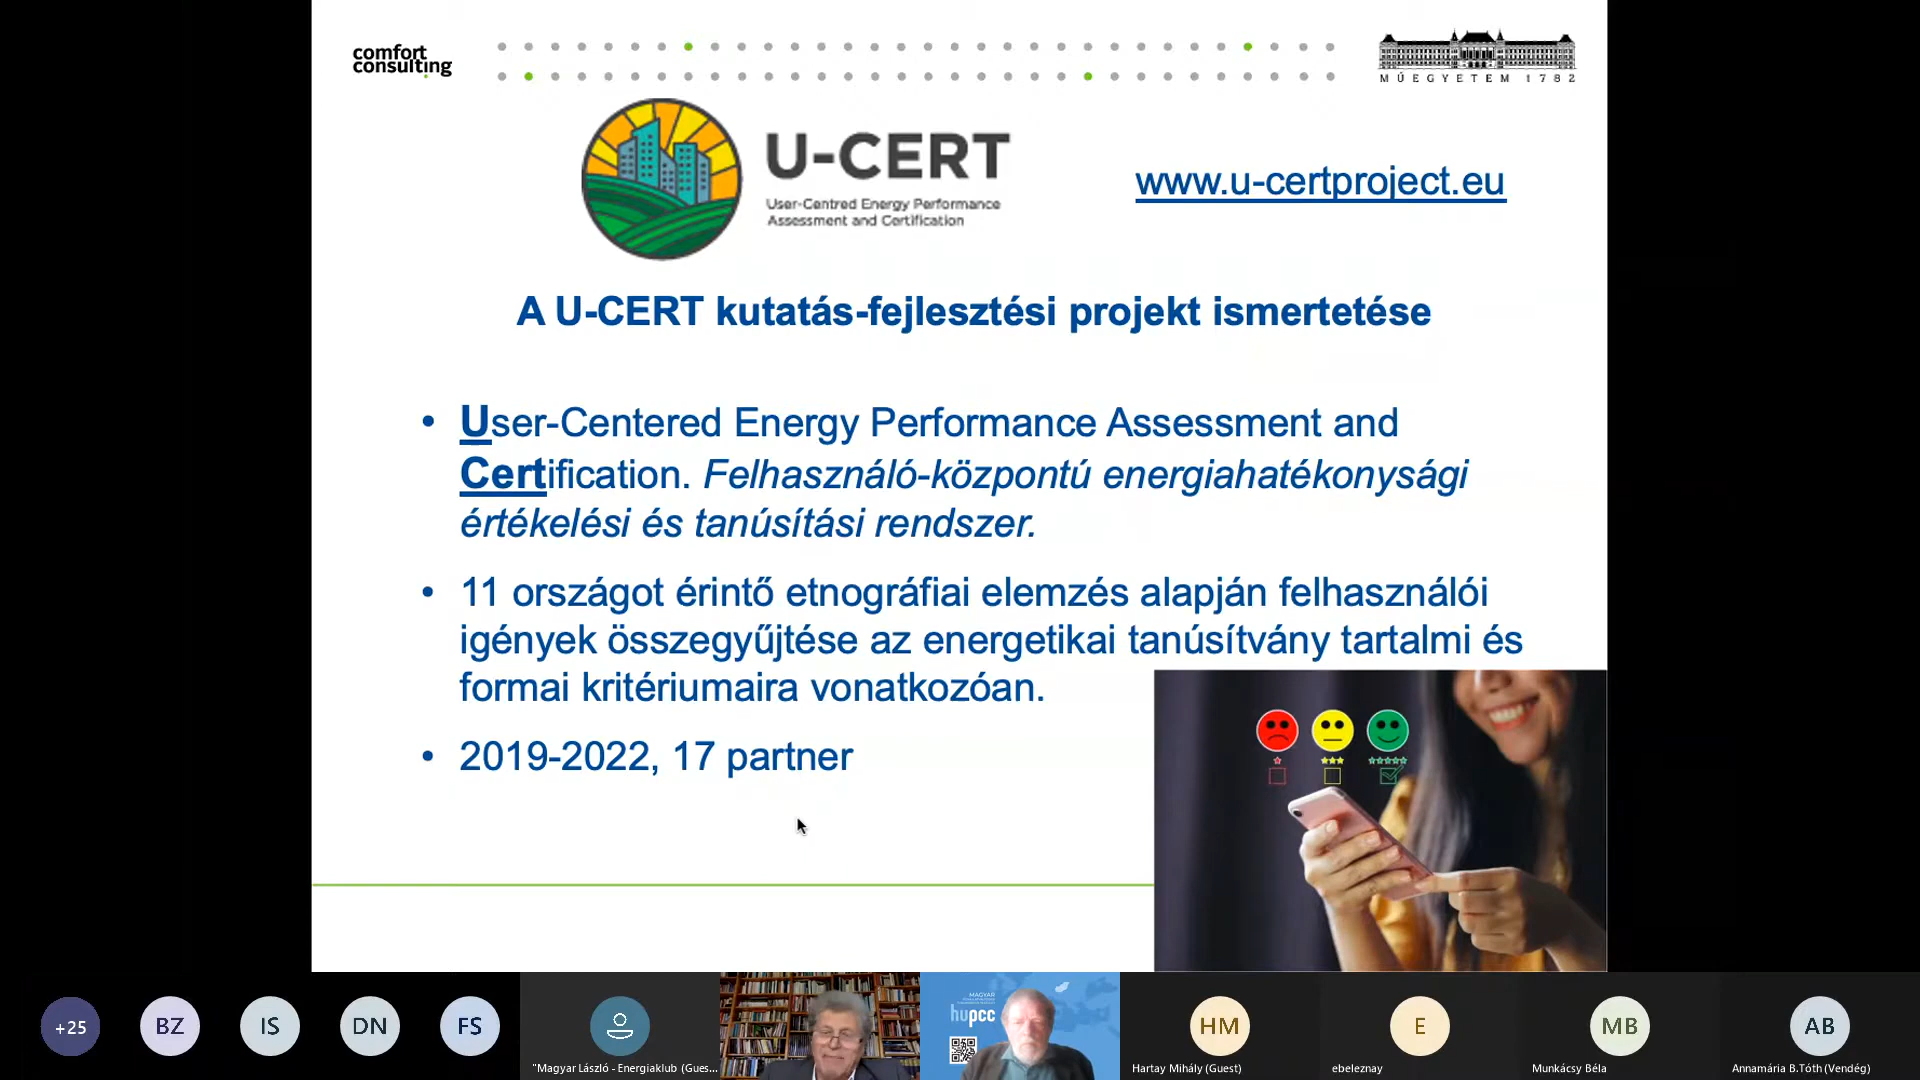 comfort
consulting
MŰEGYETEM 1782
U-CERT
User-Centred Energy Performance
Assessment and Certification
www.u-certproject.eu
A U-CERT kutatás-fejlesztési projekt ismertetése
• User-Centered Energy Performance Assessment and
Certification. Felhasználó-központú energiahatékonysági
értékelési és tanúsítási rendszer.
• 11 országot érintő etnográfiai elemzés alapján felhasználói
igények összegyűjtése az energetikai tanúsítvány tartalmi és
formai kritériumaira vonatkozóan.
• 2019-2022, 17 partner
+25
BZ
IS
DN
FS
"Magyar László - Energiaklub (Gues...
MAGYAR
hupcc
HM
Hartay Mihály (Guest)
E
ebeleznay
MB
Munkácsy Béla
AB
Annamária B.Tóth (Vendég)